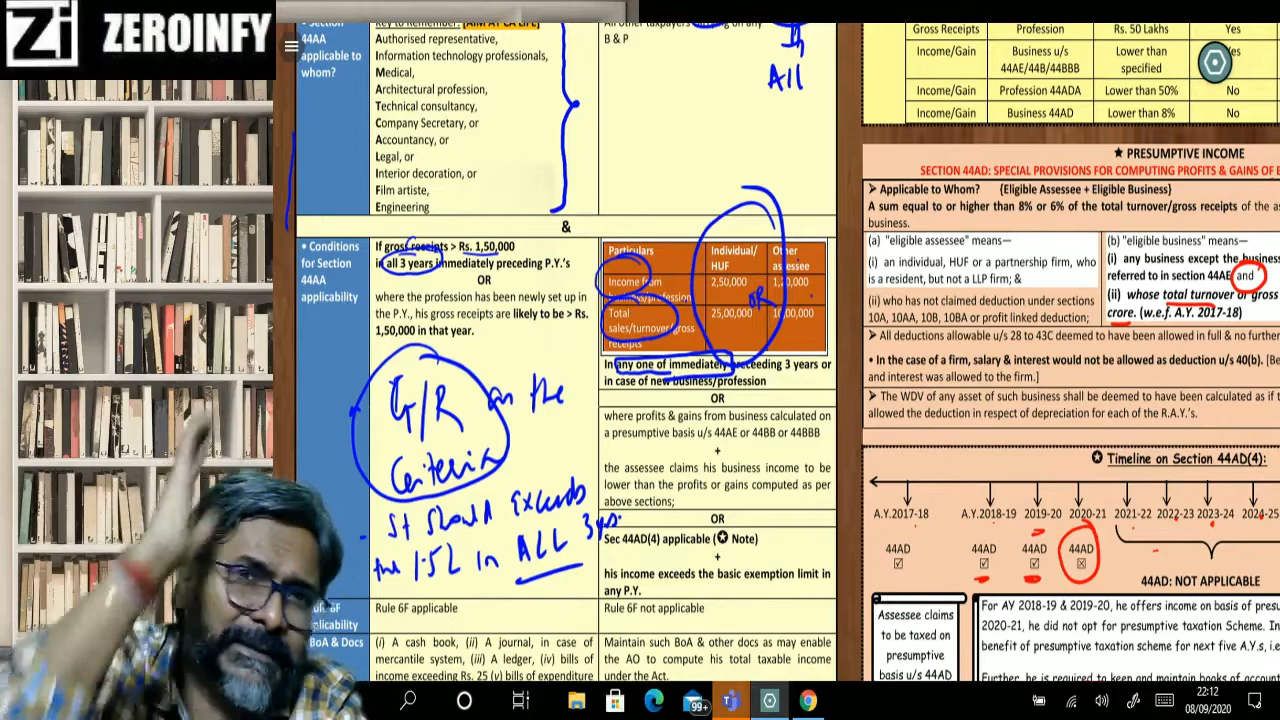 ZEROINFY
Section
44AA
applicable to
whom?
Key to Remember: [AIM AT CA LIFE]
Authorised representative,
Information technology professionals,
Medical,
Architectural profession,
Technical consultancy,
Company Secretary, or
Accountancy, or
Legal, or
Interior decoration, or
Film artiste,
Engineering
B & P
All
&
• Conditions
for Section
44AA
applicability
If gross receipts > Rs. 1,50,000
in all 3 years immediately preceding P.Y.'s
OR
where the profession has been newly set up in
the P.Y., his gross receipts are likely to be > Rs.
1,50,000 in that year.
G/R on the
Criteria
It should exceeds
the 1.5L in ALL 3 yrs.
Particulars
Individual/
HUF
Other
assessee
Income from
business/profession
2,50,000
1,20,000
Total
sales/turnover/gross
receipts
25,00,000
10,00,000
OR
In any one of immediately preceding 3 years or
in case of new business/profession
OR
where profits & gains from business calculated on
a presumptive basis u/s 44AE or 44BB or 44BBB
+
the assessee claims his business income to be
lower than the profits or gains computed as per
above sections;
OR
Sec 44AD(4) applicable (✪ Note)
+
his income exceeds the basic exemption limit in
any P.Y.
Rule 6F applicable
Rule 6F not applicable
BoA & Docs
(i) A cash book, (ii) A journal, in case of
mercantile system, (iii) A ledger, (iv) bills of
income exceeding Rs. 25 (v) bills of expenditure
Maintain such BoA & other docs as may enable
the AO to compute his total taxable income
under the Act.
Gross Receipts Profession Rs. 50 Lakhs Yes
Income/Gain Business u/s 44AE/44B/44BBB Lower than specified Yes
Income/Gain Profession 44ADA Lower than 50% No
Income/Gain Business 44AD Lower than 8% No
★ PRESUMPTIVE INCOME
SECTION 44AD: SPECIAL PROVISIONS FOR COMPUTING PROFITS & GAINS OF
➤ Applicable to Whom? {Eligible Assessee + Eligible Business}
A sum equal to or higher than 8% or 6% of the total turnover/gross receipts of the
business.
(a) "eligible assessee" means—
(i) an individual, HUF or a partnership firm, who
is a resident, but not a LLP firm; &
(ii) who has not claimed deduction under sections
10A, 10AA, 10B, 10BA or profit linked deduction;
(b) "eligible business" means—
(i) any business except the business
referred to in section 44AE and
(ii) whose total turnover or gross
crore. (w.e.f. A.Y. 2017-18)
➤ All deductions allowable u/s 28 to 43C deemed to have been allowed in full & no
• In the case of a firm, salary & interest would not be allowed as deduction u/s 40(b).
and interest was allowed to the firm.]
➤ The WDV of any asset of such business shall be deemed to have been calculated as if
allowed the deduction in respect of depreciation for each of the R.A.Y.'s.
✪ Timeline on Section 44AD(4):
A.Y.2017-18 A.Y.2018-19 2019-20 2020-21 2021-22 2022-23 2023-24 2024-25
44AD 44AD 44AD 44AD
44AD: NOT APPLICABLE
Assessee claims
to be taxed on
presumptive
basis u/s 44AD
For AY 2018-19 & 2019-20, he offers income on basis of
2020-21, he did not opt for presumptive taxation Scheme.
benefit of presumptive taxation scheme for next five A.Y.s, i.e
Further, he is required to keep and maintain books of
99+
22:12
08/09/2020